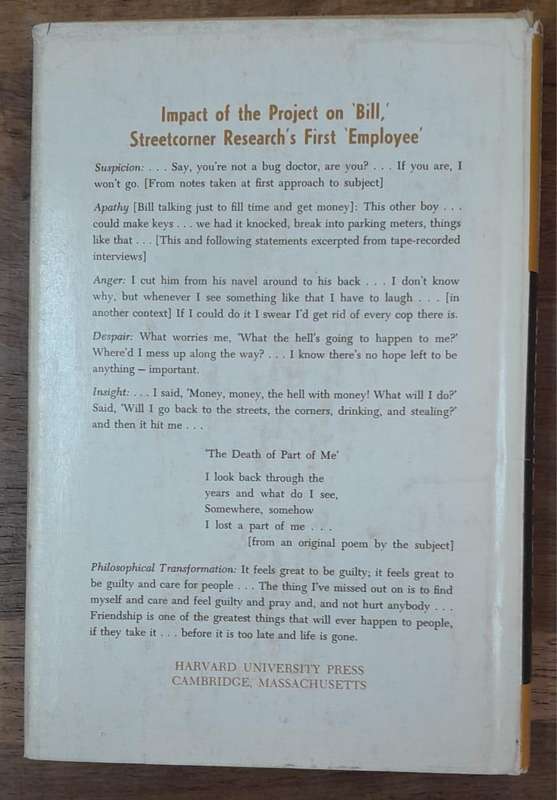 Impact of the Project on 'Bill,'
Streetcorner Research's First 'Employee'
Suspicion: . . . Say, you're not a bug doctor, are you? . . . If you are, I
won't go. [From notes taken at first approach to subject]
Apathy [Bill talking just to fill time and get money]: This other boy . . .
could make keys . . . we had it knocked, break into parking meters, things
like that . . . [This and following statements excerpted from tape-recorded
interviews]
Anger: I cut him from his navel around to his back . . . I don't know
why, but whenever I see something like that I have to laugh . . . [in
another context] If I could do it I swear I'd get rid of every cop there is.
Despair: What worries me, 'What the hell's going to happen to me?'
Where'd I mess up along the way? . . . I know there's no hope left to be
anything — important.
Insight: . . . I said, 'Money, money, the hell with money! What will I do?'
Said, 'Will I go back to the streets, the corners, drinking, and stealing?'
and then it hit me . . .
'The Death of Part of Me'
I look back through the
years and what do I see,
Somewhere, somehow
I lost a part of me . . .
[from an original poem by the subject]
Philosophical Transformation: It feels great to be guilty; it feels great to
be guilty and care for people . . . The thing I've missed out on is to find
myself and care and feel guilty and pray and, and not hurt anybody . . .
Friendship is one of the greatest things that will ever happen to people,
if they take it . . . before it is too late and life is gone.
HARVARD UNIVERSITY PRESS
CAMBRIDGE, MASSACHUSETTS